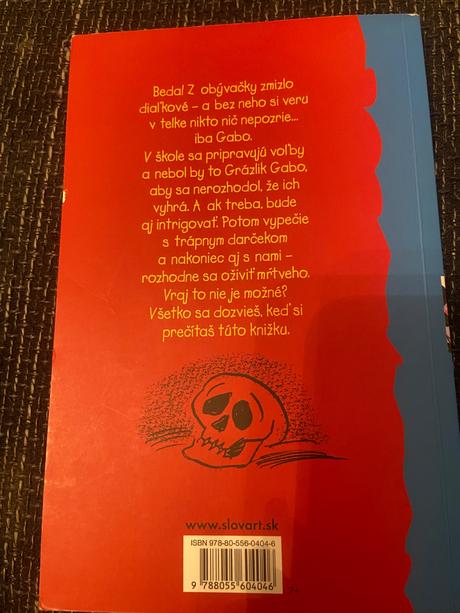 Beda! Z obývačky zmizlo
diaľkové – a bez neho si veru
v telke nikto nič nepozrie...
iba Gabo.
V škole sa pripravujú voľby
a nebol by to Grázlik Gabo,
aby sa nerozhodol, že ich
vyhrá. A ak treba, bude
aj intrigovať. Potom vypečie
s trápnym darčekom
a nakoniec aj s nami –
rozhodne sa oživiť mŕtveho.
Vraj to nie je možné?
Všetko sa dozvieš, keď si
prečítaš túto knižku.
www.slovart.sk
ISBN 978-80-556-0404-6
9 788055 604046